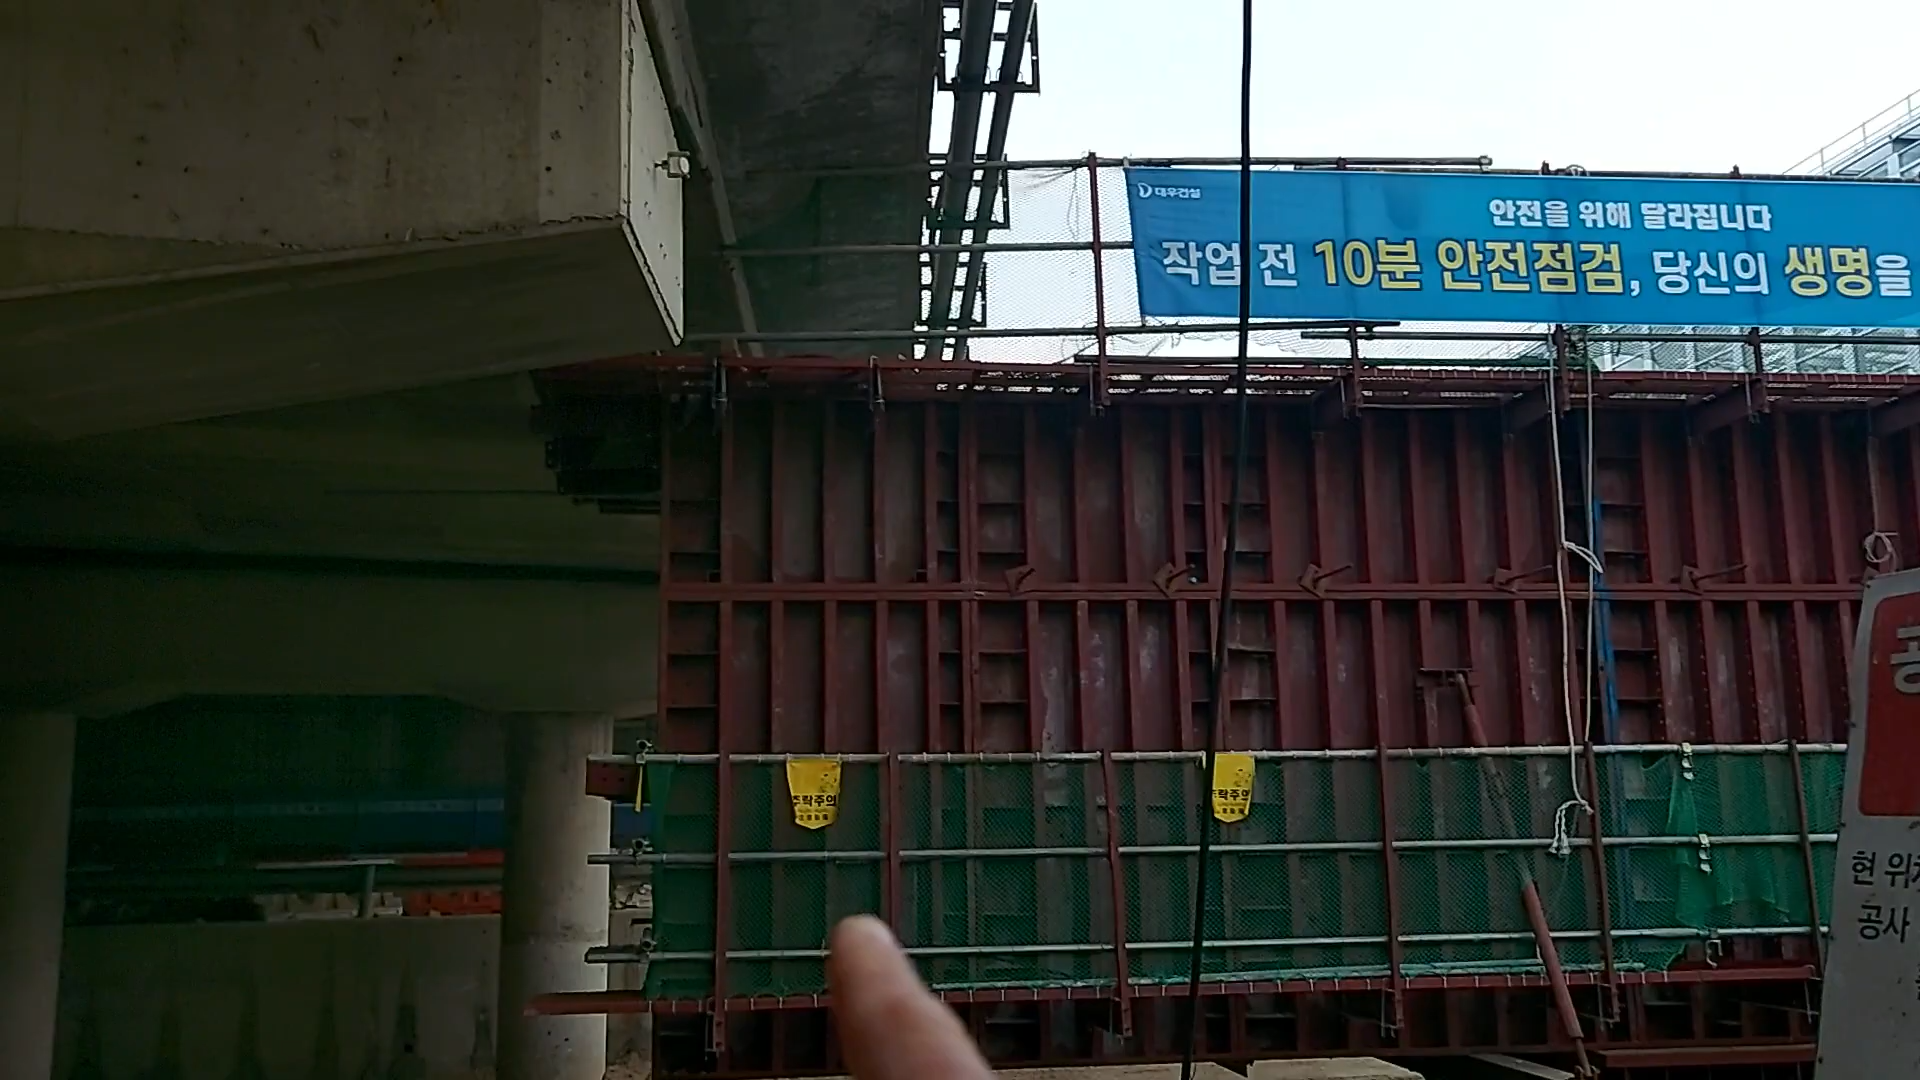 대우건설
안전을 위해 달라집니다
작업 전 10분 안전점검, 당신의 생명을
추락주의
추락주의
현 위치
공사